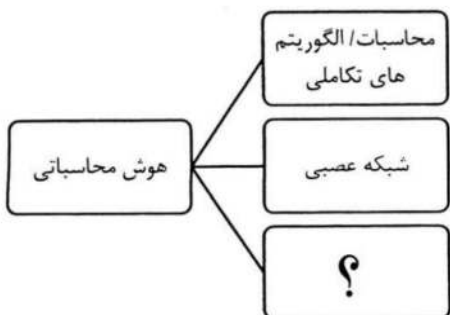 محاسبات/ الگوریتم
های تکاملی
هوش محاسباتی
شبکه عصبی
؟